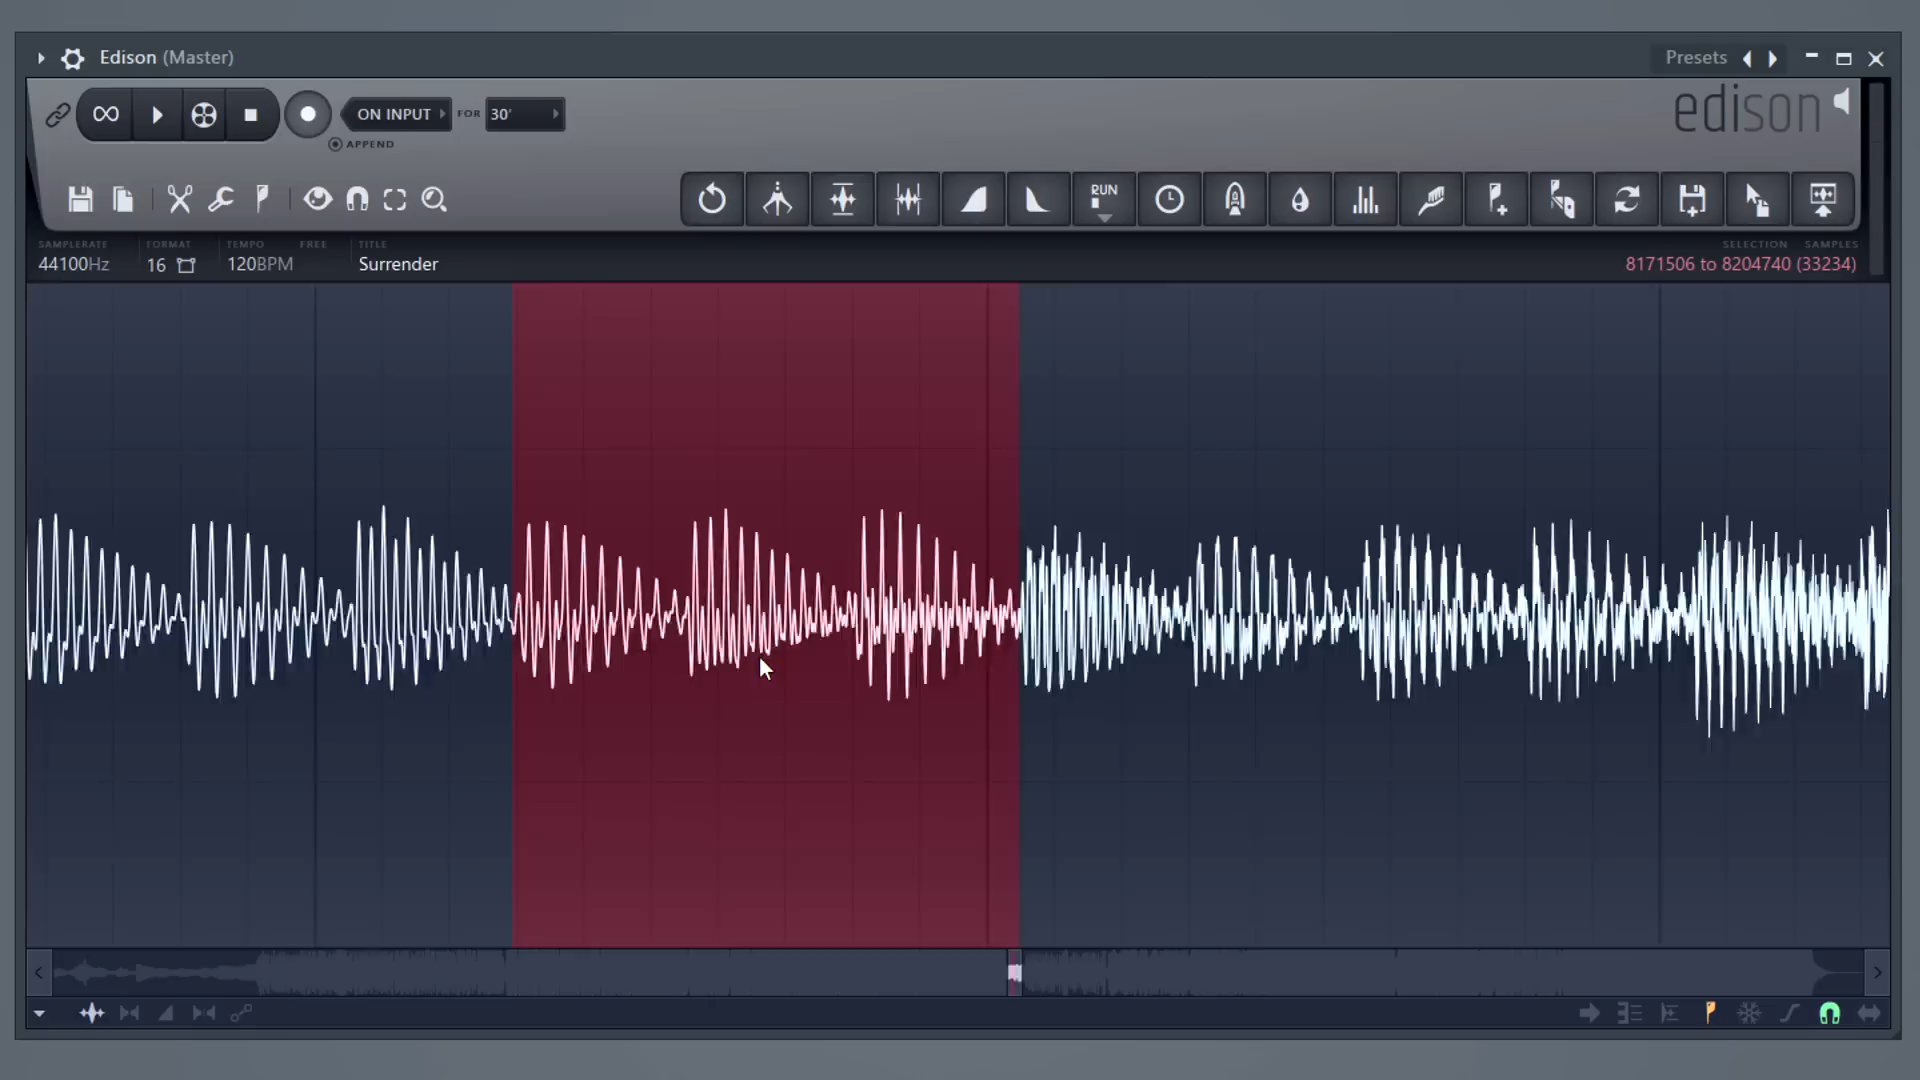 Edison (Master)
Presets
ON INPUT
FOR
30'
APPEND
edison
RUN
SAMPLERATE
FORMAT
TEMPO
FREE
TITLE
SELECTION
SAMPLES
44100Hz
16
120BPM
Surrender
8171506 to 8204740 (33234)